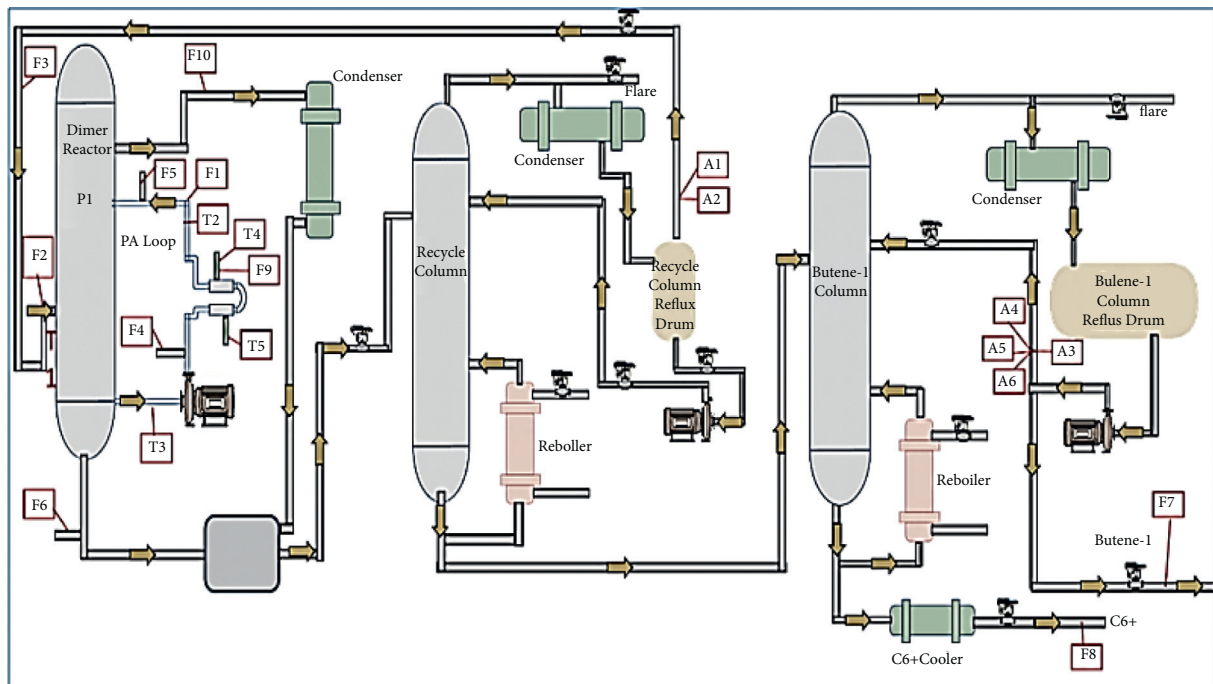 F3
F10
Condenser
Dimer
Reactor
P1
F5
F1
T2
PA Loop
T4
F9
F2
F4
T5
T3
F6
Flare
Condenser
A1
A2
Recycle
Column
Recycle
Column
Reflux
Drum
Reboller
flare
Condenser
Butene-1
Column
Bulene-1
Column
Reflus Drum
A4
A5
A3
A6
Reboiler
F7
Butene-1
C6+
F8
C6+Cooler